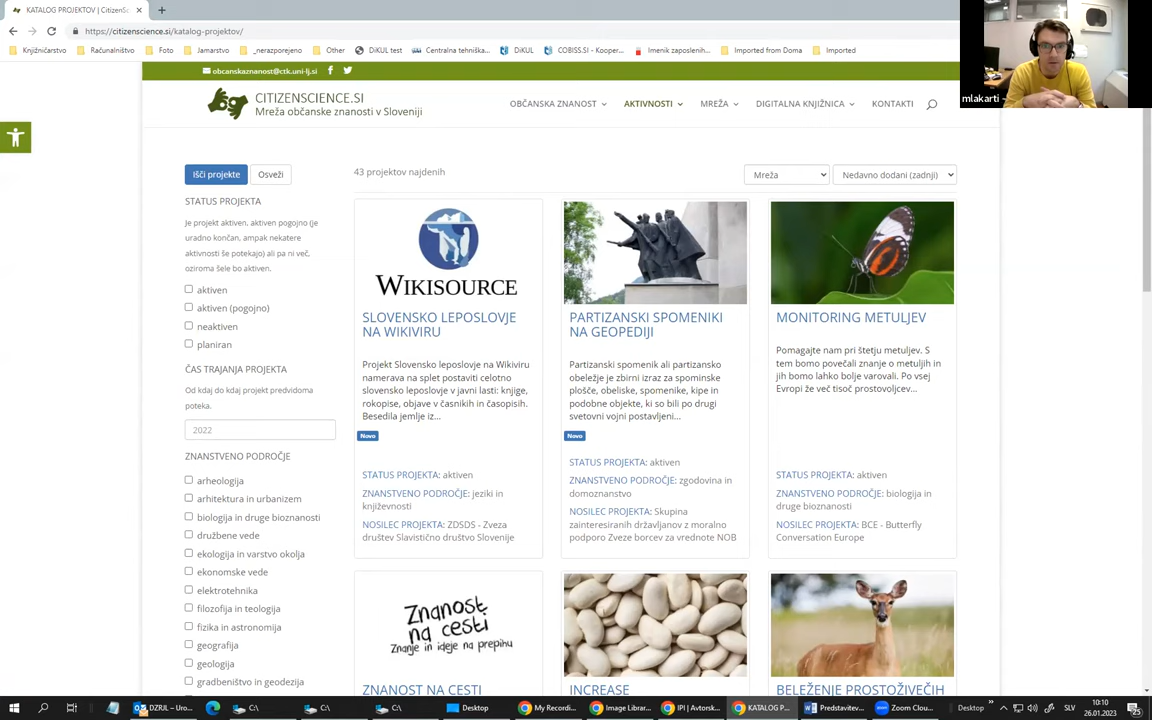 KATALOG PROJEKTOV | CitizenSc
https://citizenscience.si/katalog-projektov/
Knjižničarstvo
Računalništvo
Foto
Jamarstvo
_nerazporejeno
Other
DiKUL test
Centralna tehniška...
DiKUL
COBISS.SI - Kooper...
Imenik zaposlenih...
Imported from Doma
Imported
mlakarti
obcanskaznanost@ctk.uni-lj.si
CITIZENSCIENCE.SI
Mreža občanske znanosti v Sloveniji
OBČANSKA ZNANOST
AKTIVNOSTI
MREŽA
DIGITALNA KNJIŽNICA
KONTAKTI
Išči projekte
Osveži
43 projektov najdenih
Mreža
Nedavno dodani (zadnji)
STATUS PROJEKTA
Je projekt aktiven, aktiven pogojno (je
uradno končan, ampak nekatere
aktivnosti še potekajo) ali pa ni več,
oziroma šele bo aktiven.
aktiven
aktiven (pogojno)
neaktiven
planiran
ČAS TRAJANJA PROJEKTA
Od kdaj do kdaj projekt predvidoma
poteka.
2022
ZNANSTVENO PODROČJE
arheologija
arhitektura in urbanizem
biologija in druge bioznanosti
družbene vede
ekologija in varstvo okolja
ekonomske vede
elektrotehnika
filozofija in teologija
fizika in astronomija
geografija
geologija
gradbeništvo in geodezija
WIKISOURCE
SLOVENSKO LEPOSLOVJE
NA WIKIVIRU
Projekt Slovensko leposlovje na Wikiviru
namerava na splet postaviti celotno
slovensko leposlovje v javni lasti: knjige,
rokopise, objave v časnikih in časopisih.
Besedila jemlje iz...
Novo
STATUS PROJEKTA: aktiven
ZNANSTVENO PODROČJE: jeziki in
književnosti
NOSILEC PROJEKTA: ZDSDS - Zveza
društev Slavistično društvo Slovenije
PARTIZANSKI SPOMENIKI
NA GEOPEDIJI
Partizanski spomenik ali partizansko
obeležje je zbirni izraz za spominske
plošče, obeliske, spomenike, kipe in
podobne objekte, ki so bili po drugi
svetovni vojni postavljeni...
Novo
STATUS PROJEKTA: aktiven
ZNANSTVENO PODROČJE: zgodovina in
domoznanstvo
NOSILEC PROJEKTA: Skupina
zainteresiranih državljanov z moralno
podporo Zveze borcev za vrednote NOB
MONITORING METULJEV
Pomagajte nam pri štetju metuljev. S
tem bomo povečali znanje o metuljih in
jih bomo lahko bolje varovali. Po vsej
Evropi že več tisoč prostovoljcev...
STATUS PROJEKTA: aktiven
ZNANSTVENO PODROČJE: biologija in
druge bioznanosti
NOSILEC PROJEKTA: BCE - Butterfly
Conversation Europe
Znanost
na cesti
Znanje in ideje na prepihu
ZNANOST NA CESTI
INCREASE
BELEŽENJE PROSTOŽIVEČIH
DZRJL – Uro...
C:\
C:\
C:\
Desktop
My Recordi...
Image Librar...
IPI | Avtorsk...
KATALOG P...
Predstavitev...
Zoom Clou...
Desktop
SLV
10:10
26.01.2023
25